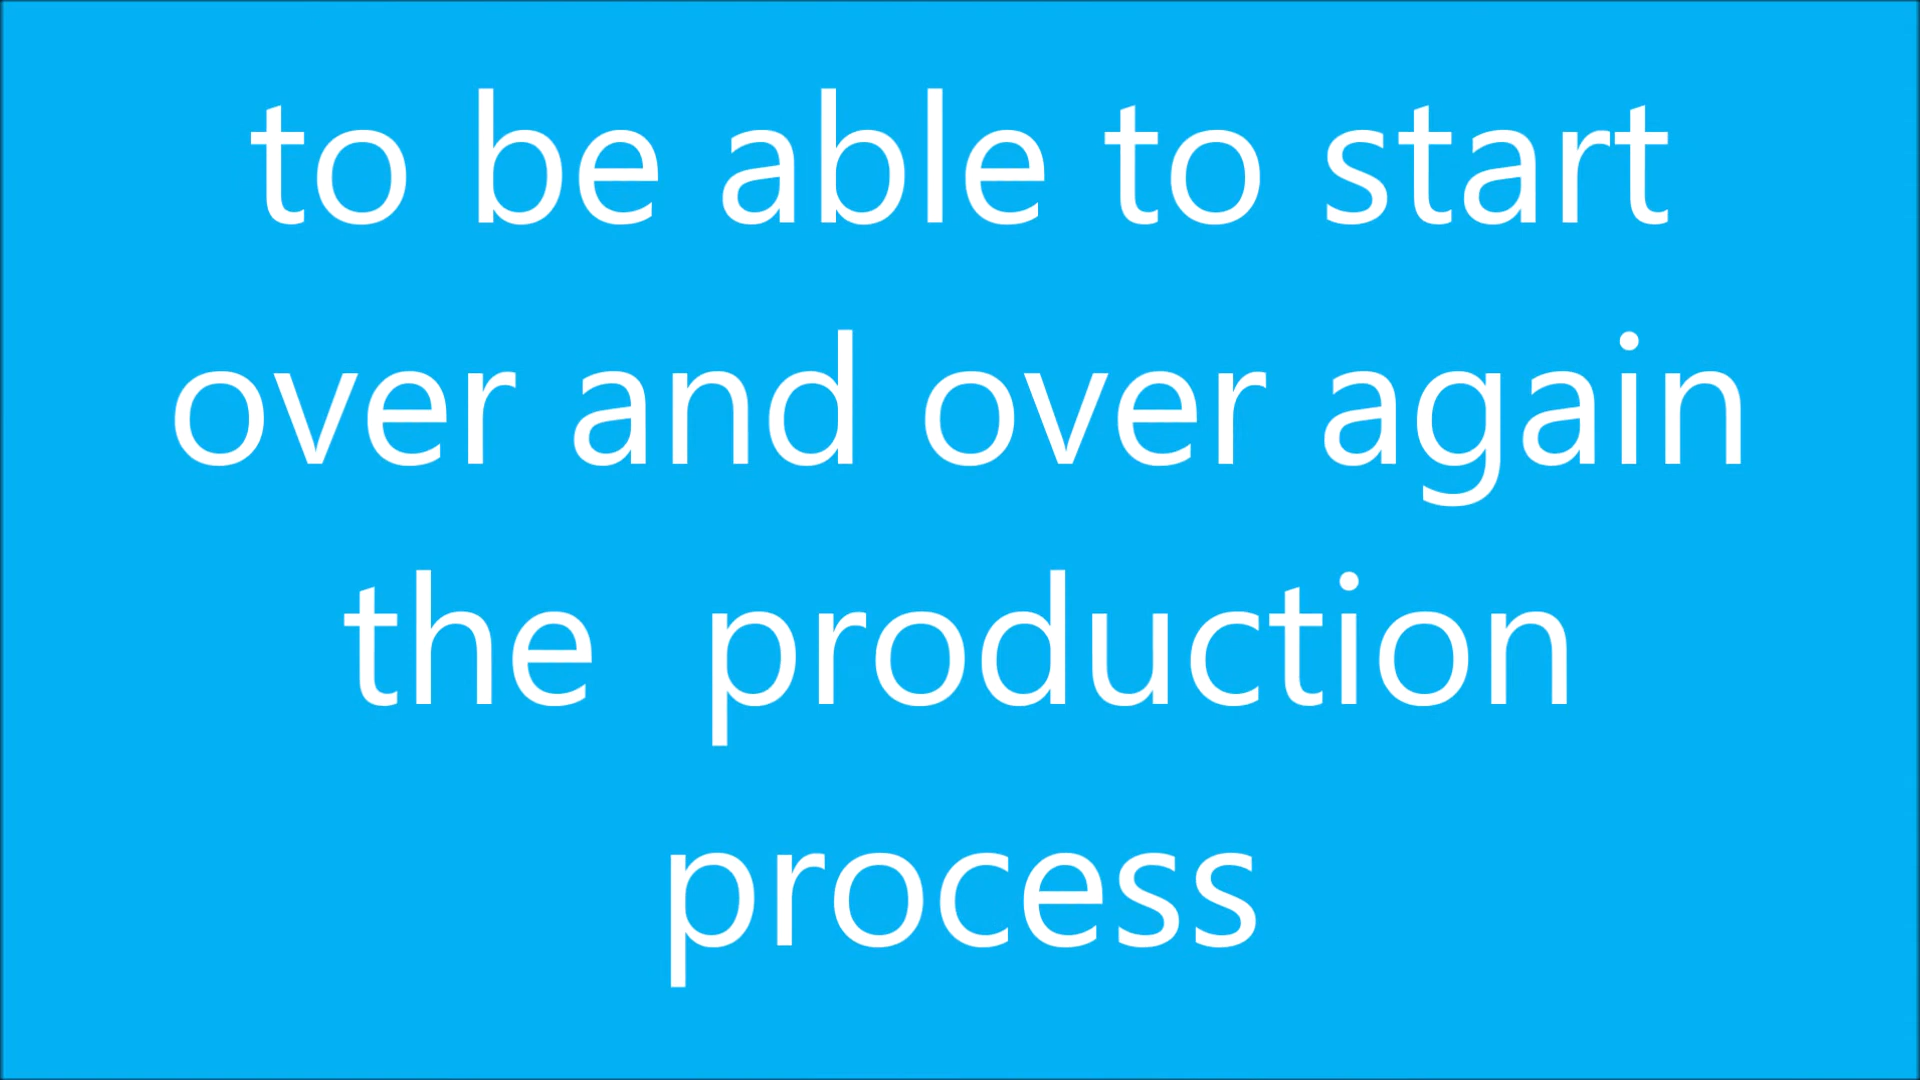 to be able to start
over and over again
the  production
process